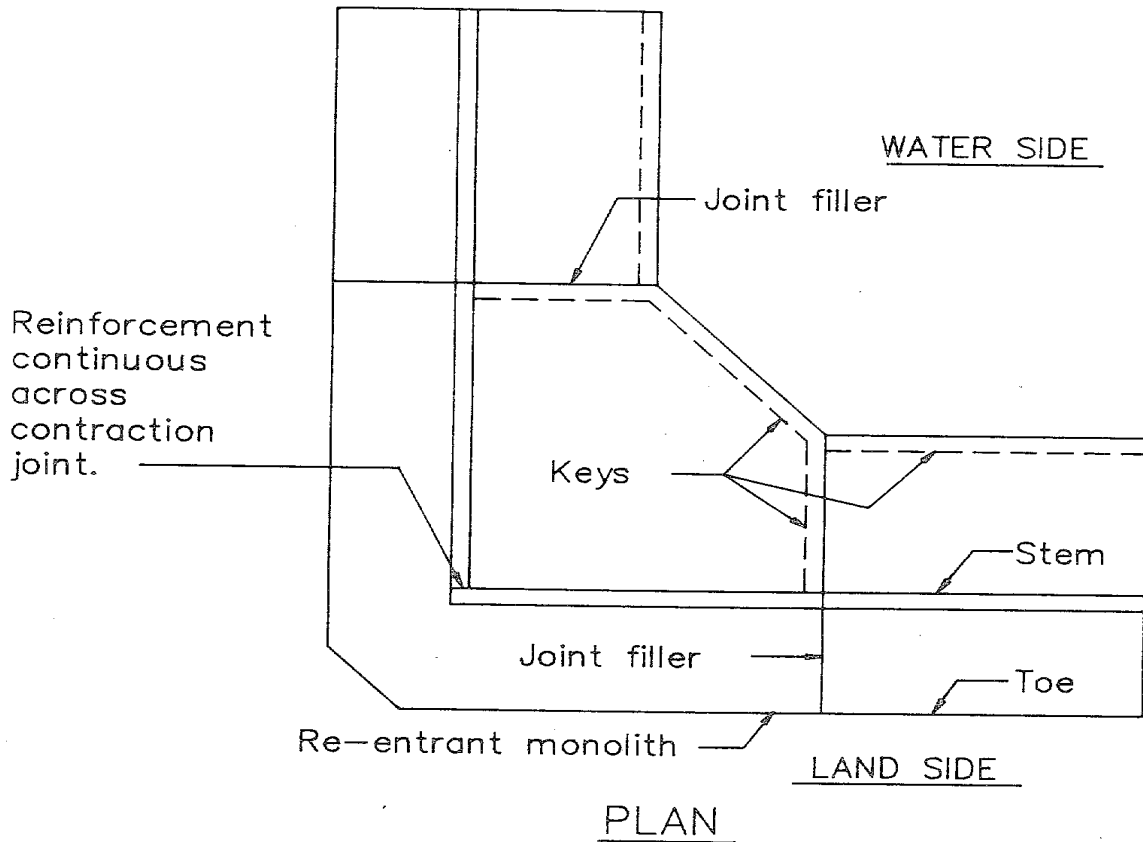 WATER SIDE
Joint filler
Reinforcement
continuous
across
contraction
joint.
Keys
Stem
Joint filler
Toe
Re-entrant monolith
LAND SIDE
PLAN